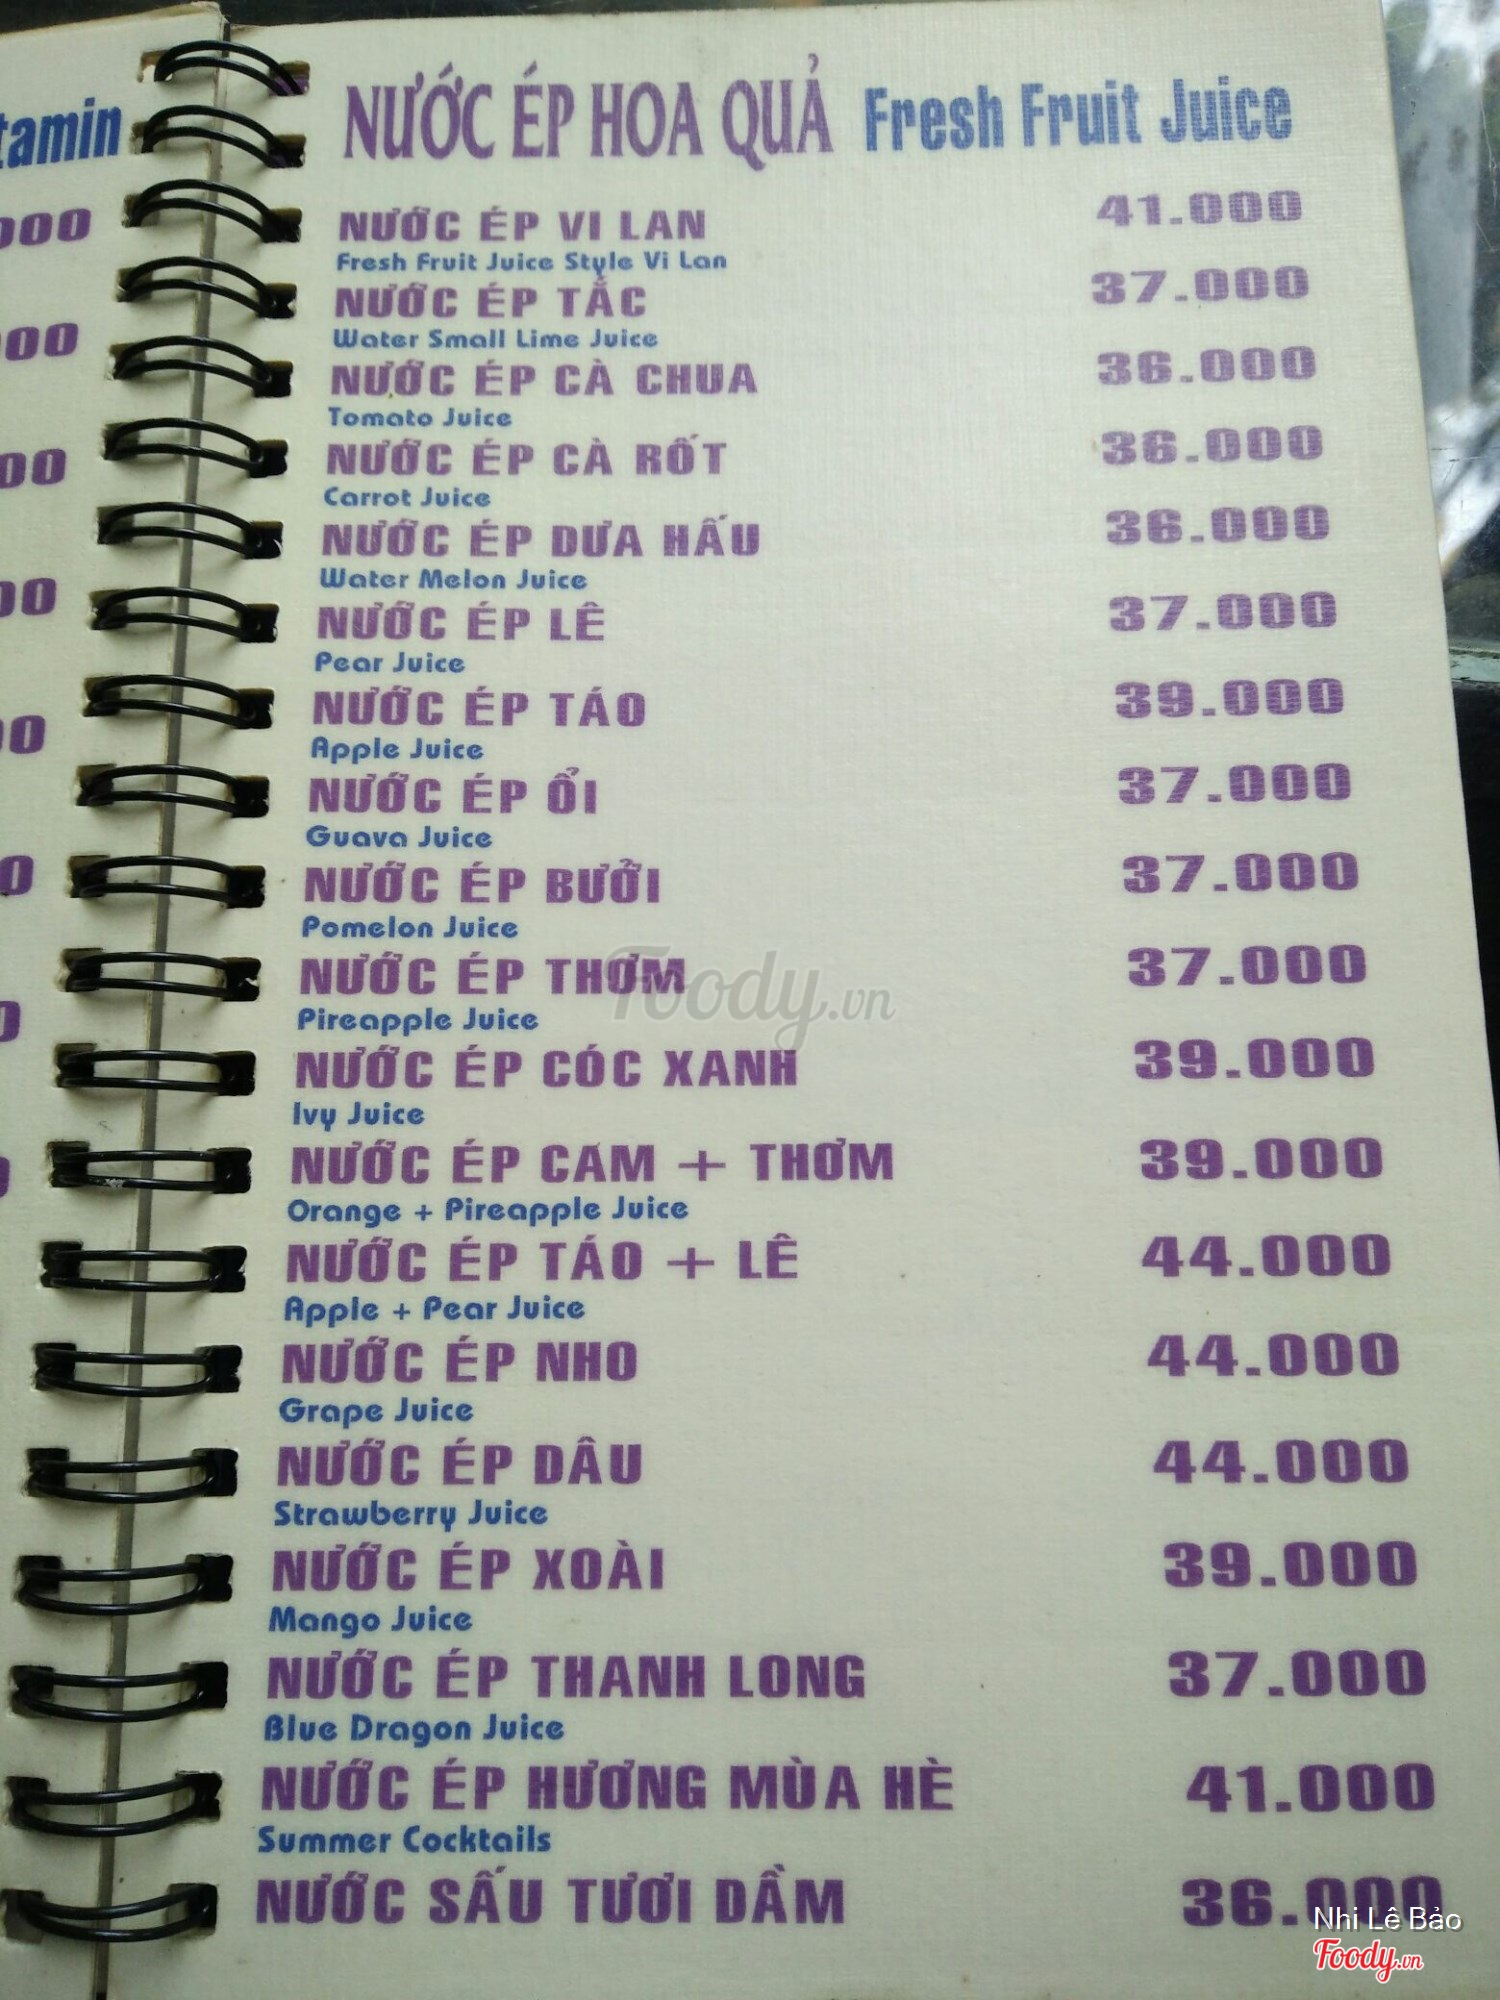 tamin
NƯỚC ÉP HOA QUẢ Fresh Fruit Juice
NƯỚC ÉP VI LAN 41.000
Fresh Fruit Juice Style Vi Lan
NƯỚC ÉP TẮC 37.000
Water Small Lime Juice
NƯỚC ÉP CÀ CHUA 36.000
Tomato Juice
NƯỚC ÉP CÀ RỐT 36.000
Carrot Juice
NƯỚC ÉP DƯA HẤU 36.000
Water Melon Juice
NƯỚC ÉP LÊ 37.000
Pear Juice
NƯỚC ÉP TÁO 39.000
Apple Juice
NƯỚC ÉP ỔI 37.000
Guava Juice
NƯỚC ÉP BƯỞI 37.000
Pomelon Juice
NƯỚC ÉP THƠM 37.000
Pireapple Juice
NƯỚC ÉP CÓC XANH 39.000
Ivy Juice
NƯỚC ÉP CAM + THƠM 39.000
Orange + Pireapple Juice
NƯỚC ÉP TÁO + LÊ 44.000
Apple + Pear Juice
NƯỚC ÉP NHO 44.000
Grape Juice
NƯỚC ÉP DÂU 44.000
Strawberry Juice
NƯỚC ÉP XOÀI 39.000
Mango Juice
NƯỚC ÉP THANH LONG 37.000
Blue Dragon Juice
NƯỚC ÉP HƯƠNG MÙA HÈ 41.000
Summer Cocktails
NƯỚC SẤU TƯƠI DẦM 36.000
Foody.vn
Nhi Lê Bảo
Foody.vn